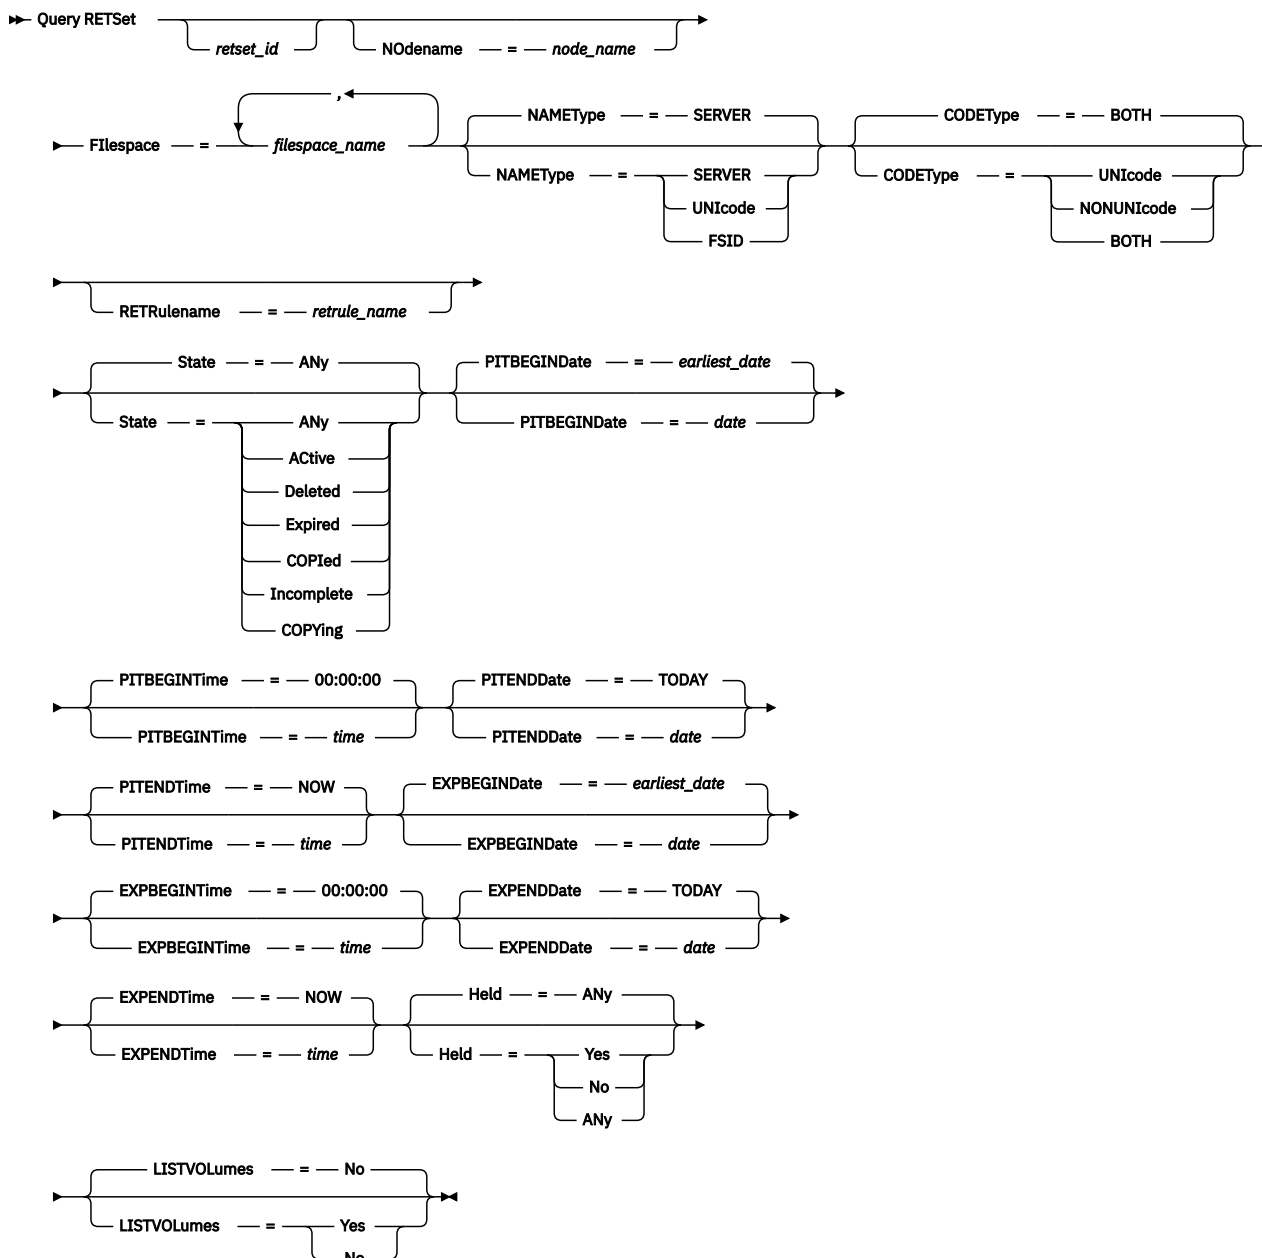 Query RETSet
retset_id
NOdename = node_name
,
FIlespace = filespace_name
NAMEType = SERVER
NAMEType = SERVER
UNIcode
FSID
CODEType = BOTH
CODEType = UNIcode
NONUNIcode
BOTH
RETRulename = retrule_name
State = ANy
State = ANy
ACtive
Deleted
Expired
COPIed
Incomplete
COPYing
PITBEGINDate = earliest_date
PITBEGINDate = date
PITBEGINTime = 00:00:00
PITBEGINTime = time
PITENDDate = TODAY
PITENDDate = date
PITENDTime = NOW
PITENDTime = time
EXPBEGINDate = earliest_date
EXPBEGINDate = date
EXPBEGINTime = 00:00:00
EXPBEGINTime = time
EXPENDDate = TODAY
EXPENDDate = date
EXPENDTime = NOW
EXPENDTime = time
Held = ANy
Held = Yes
No
ANy
LISTVOLumes = No
LISTVOLumes = Yes
No